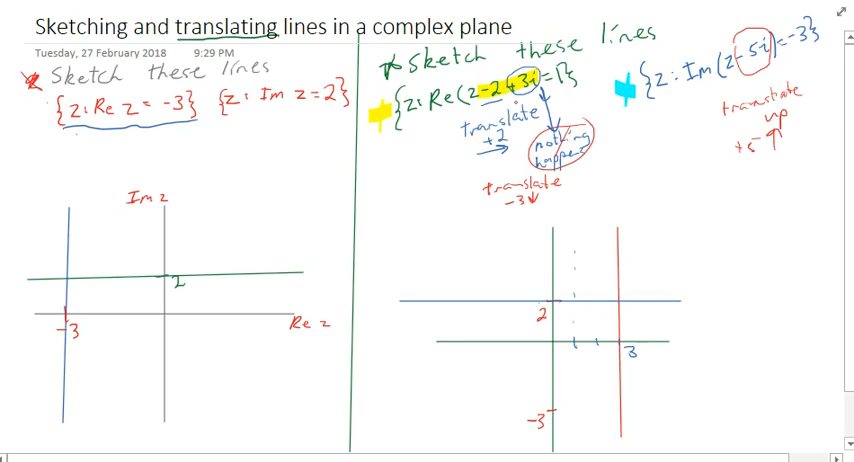 Sketching and translating lines in a complex plane
Tuesday, 27 February 2018 9:29 PM
* Sketch these lines
{z: Re z = -3} {z: Im z = 2}
Im z
2
-3
Re z
* Sketch these lines
{z: Re(z-2+3i)=1}
translate
+2
nothing
happens
translate
-3↓
{z: Im(z-5i)=-3}
translate
up
+5↑
2
3
-3